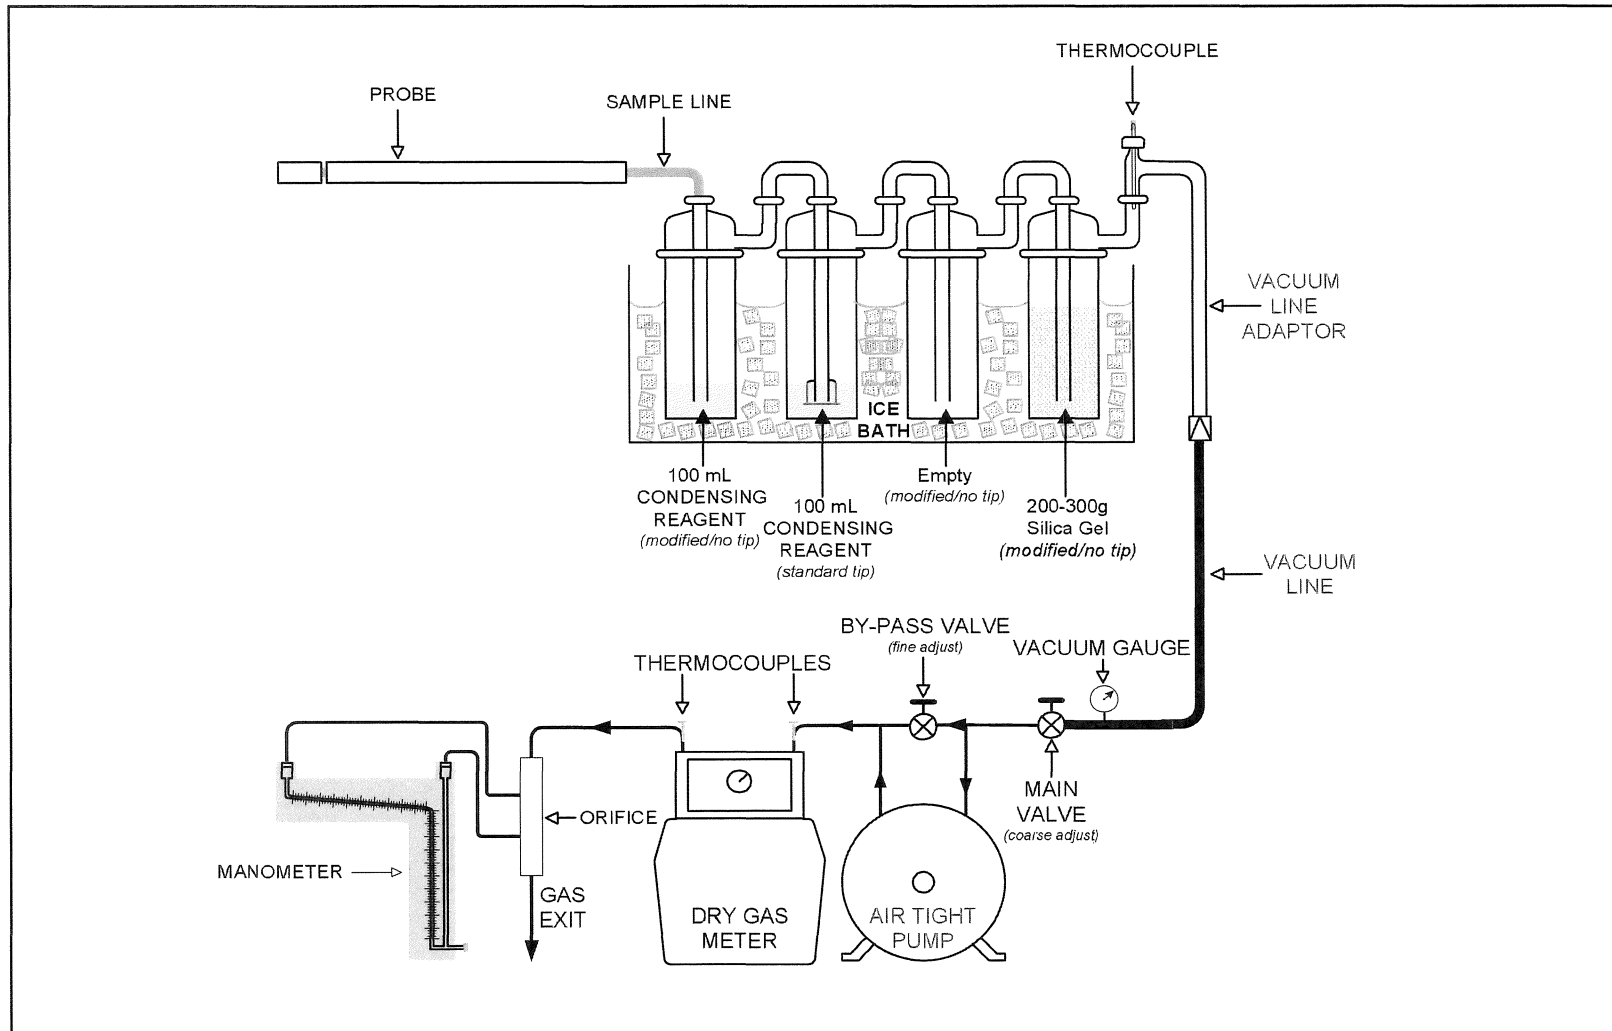 THERMOCOUPLE
PROBE
SAMPLE LINE
VACUUM
LINE
ADAPTOR
ICE
BATH
100 mL
CONDENSING
REAGENT
(modified/no tip)
100 mL
CONDENSING
REAGENT
(standard tip)
Empty
(modified/no tip)
200-300g
Silica Gel
(modified/no tip)
VACUUM
LINE
BY-PASS VALVE
(fine adjust)
VACUUM GAUGE
THERMOCOUPLES
MAIN
VALVE
(coarse adjust)
ORIFICE
MANOMETER
GAS
EXIT
DRY GAS
METER
AIR TIGHT
PUMP